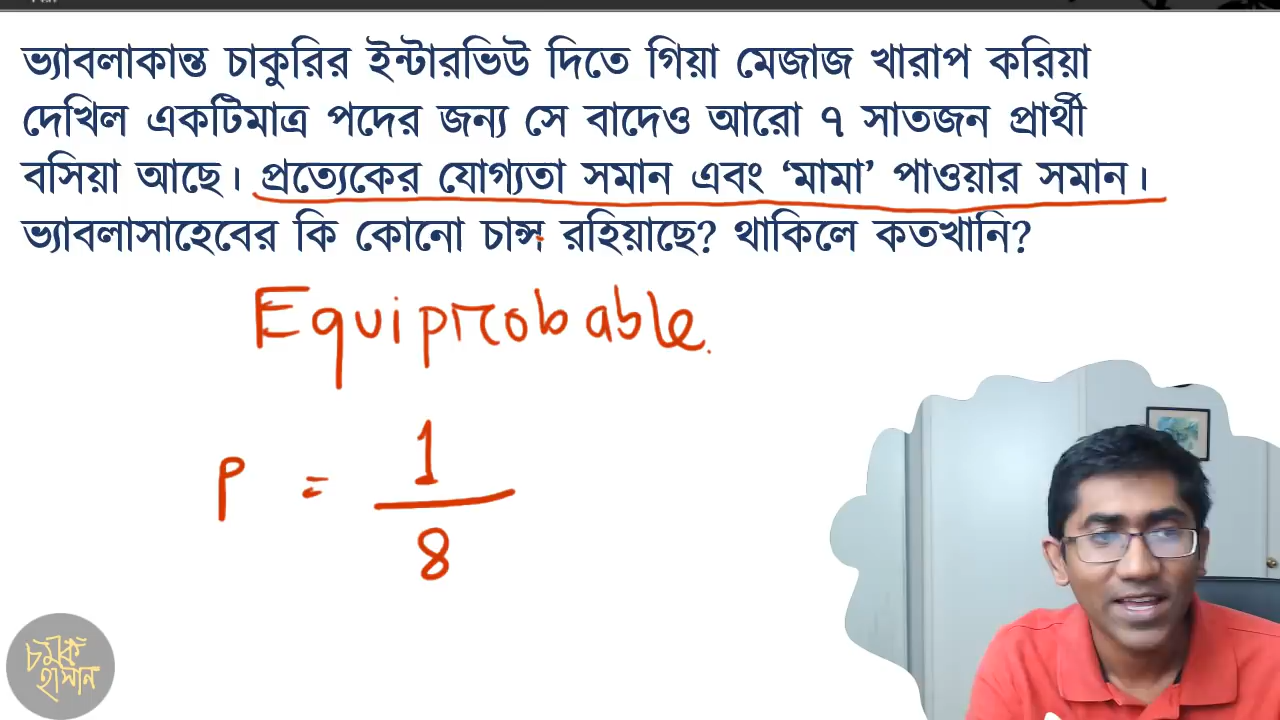 ভ্যাবলাকান্ত চাকুরির ইন্টারভিউ দিতে গিয়া মেজাজ খারাপ করিয়া
দেখিল একটিমাত্র পদের জন্য সে বাদেও আরো ৭ সাতজন প্রার্থী
বসিয়া আছে। প্রত্যেকের যোগ্যতা সমান এবং ‘মামা’ পাওয়ার সমান।
ভ্যাবলাসাহেবের কি কোনো চান্স রহিয়াছে? থাকিলে কতখানি?
Equiprobable.
P = 1/8
চমক
হাসান